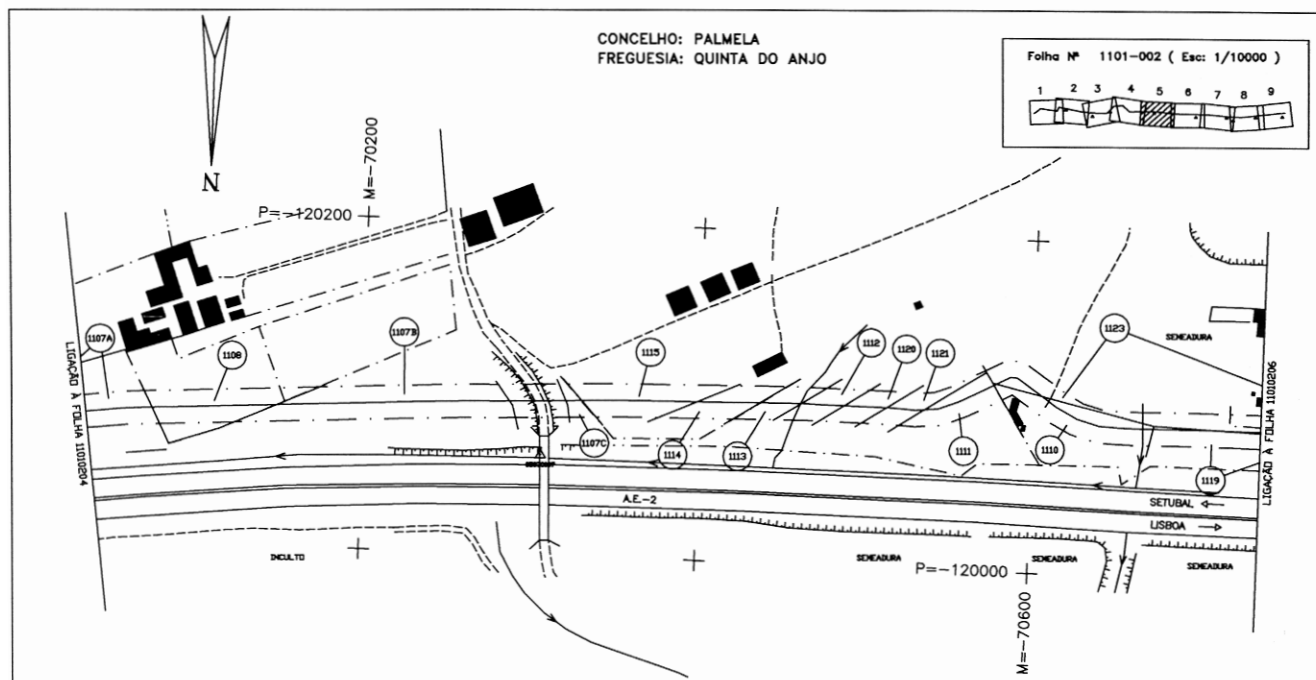 CONCELHO: PALMELA
FREGUESIA: QUINTA DO ANJO
Folha Nº 1101-002 ( Esc: 1/10000 )
1 2 3 4 5 6 7 8 9
N
M=-70200
P=-120200
1107A
1108
1107B
1115
1112
1120
1121
1123
SEMEADURA
LIGAÇÃO À FOLHA 11010204
LIGAÇÃO À FOLHA 11010206
1107C
1114
1113
1111
1110
1119
A.E.-2
SETUBAL
LISBOA
INCULTO
SEMEADURA
SEMEADURA
SEMEADURA
P=-120000
M=-70600